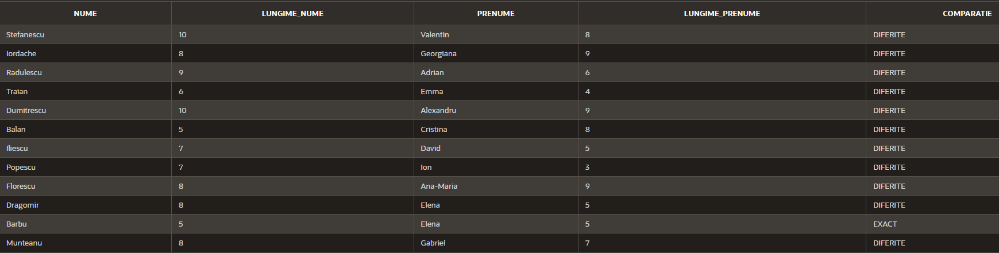 NUME LUNGIME_NUME PRENUME LUNGIME_PRENUME COMPARATIE
Stefanescu 10 Valentin 8 DIFERITE
Iordache 8 Georgiana 9 DIFERITE
Radulescu 9 Adrian 6 DIFERITE
Traian 6 Emma 4 DIFERITE
Dumitrescu 10 Alexandru 9 DIFERITE
Balan 5 Cristina 8 DIFERITE
Iliescu 7 David 5 DIFERITE
Popescu 7 Ion 3 DIFERITE
Florescu 8 Ana-Maria 9 DIFERITE
Dragomir 8 Elena 5 DIFERITE
Barbu 5 Elena 5 EXACT
Munteanu 8 Gabriel 7 DIFERITE